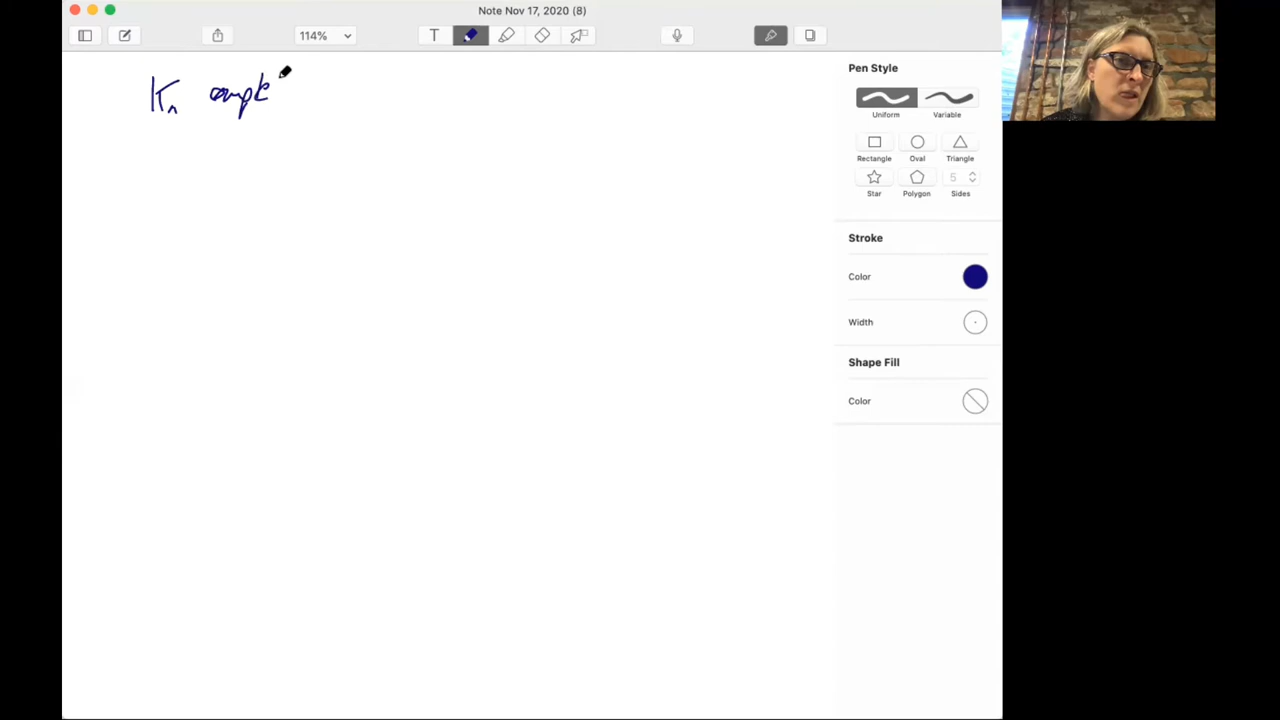 Note Nov 17, 2020 (8)
114%
T
Kn comple
Pen Style
Uniform Variable
Rectangle Oval Triangle
5
Star Polygon Sides
Stroke
Color
Width
Shape Fill
Color